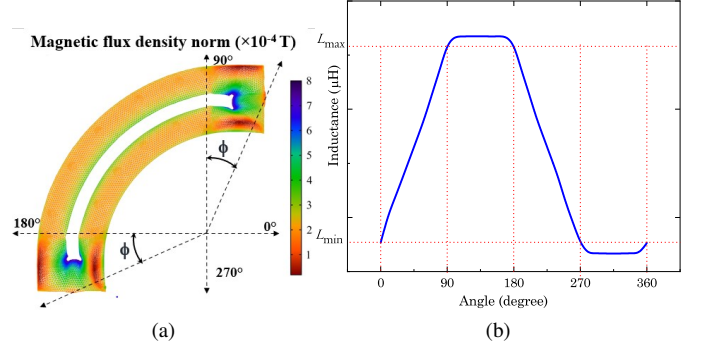 Magnetic flux density norm (×10-4 T)
90°
8
7
6
5
4
3
2
1
ϕ
180°
0°
ϕ
270°
(a)
Lmax
Inductance (μH)
Lmin
0 90 180 270 360
Angle (degree)
(b)